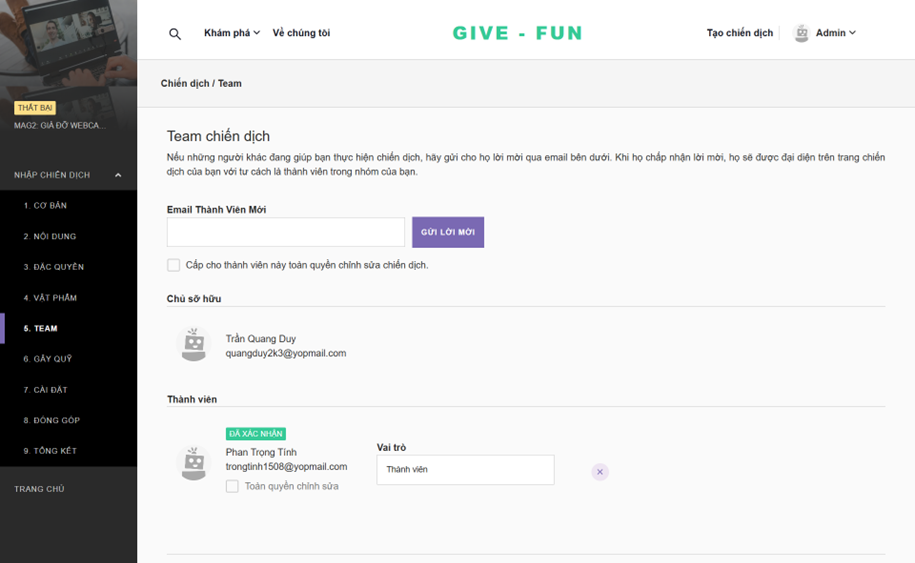 Khám phá
Về chúng tôi
GIVE - FUN
Tạo chiến dịch
Admin
Chiến dịch / Team
THẤT BẠI
MAG2: GIÁ ĐỠ WEBCA...
NHẬP CHIẾN DỊCH
1. CƠ BẢN
2. NỘI DUNG
3. ĐẶC QUYỀN
4. VẬT PHẨM
5. TEAM
6. GÂY QUỸ
7. CÀI ĐẶT
8. ĐÓNG GÓP
9. TỔNG KẾT
TRANG CHỦ
Team chiến dịch
Nếu những người khác đang giúp bạn thực hiện chiến dịch, hãy gửi cho họ lời mời qua email bên dưới. Khi họ chấp nhận lời mời, họ sẽ được đại diện trên trang chiến
dịch của bạn với tư cách là thành viên trong nhóm của bạn.
Email Thành Viên Mới
GỬI LỜI MỜI
Cấp cho thành viên này toàn quyền chỉnh sửa chiến dịch.
Chủ sỡ hữu
Trần Quang Duy
quangduy2k3@yopmail.com
Thành viên
ĐÃ XÁC NHẬN
Phan Trọng Tính
trongtinh1508@yopmail.com
Toàn quyền chỉnh sửa
Vai trò
Thành viên